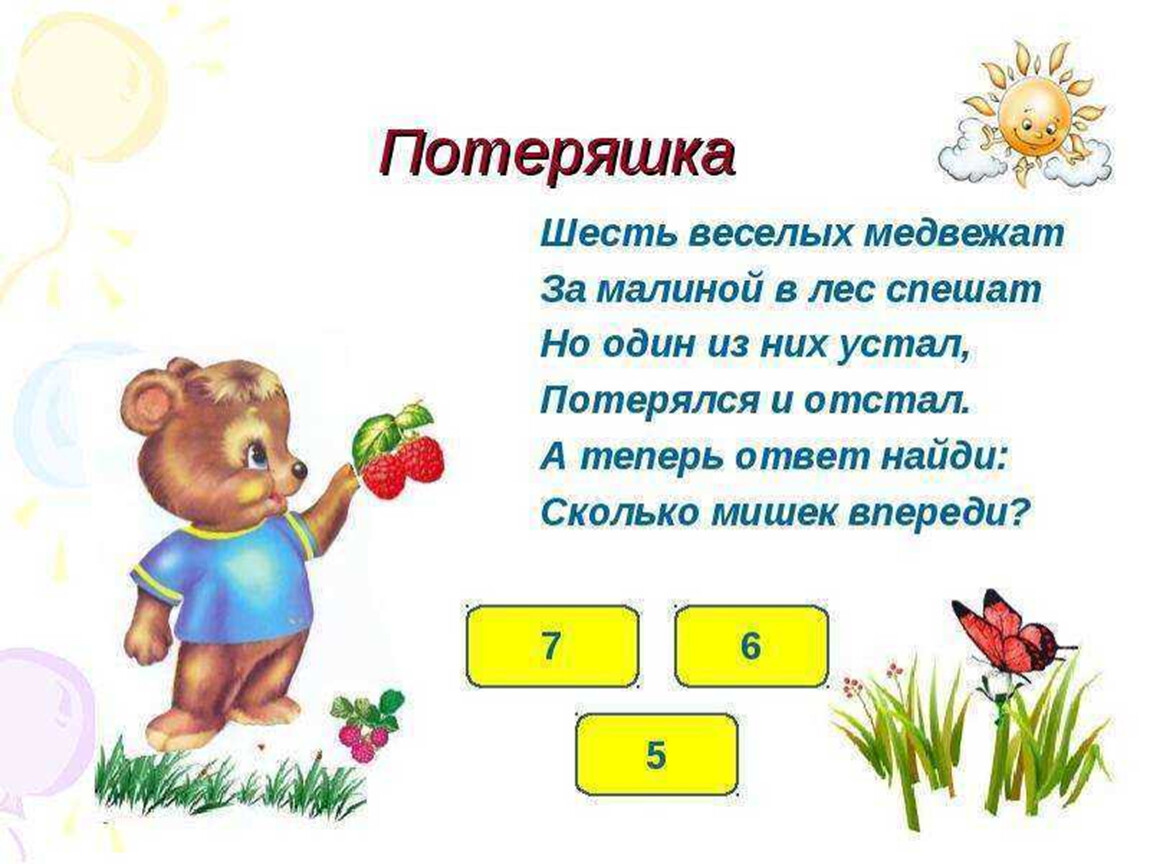 Потеряшка
Шесть веселых медвежат
За малиной в лес спешат
Но один из них устал,
Потерялся и отстал.
А теперь ответ найди:
Сколько мишек впереди?
7
6
5